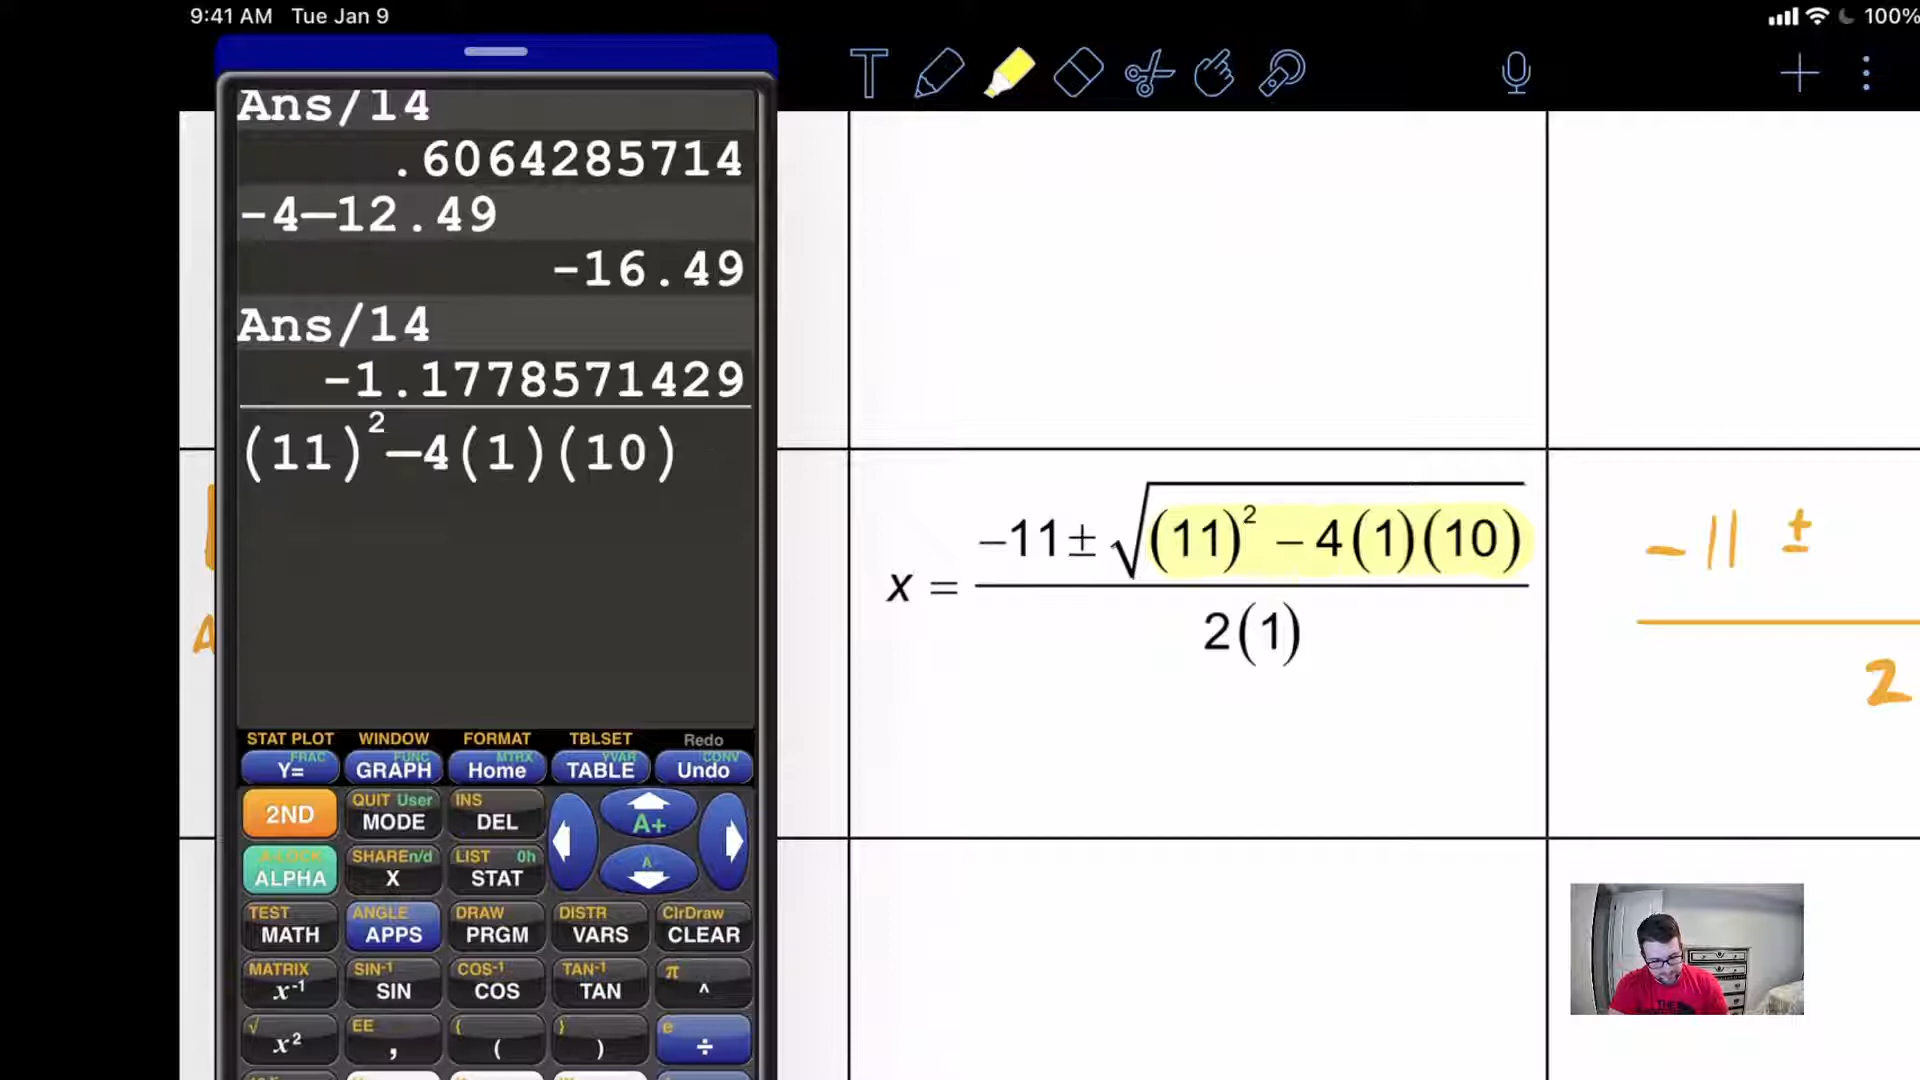 9:41 AM Tue Jan 9
100%
Ans/14
.6064285714
-4—12.49
-16.49
Ans/14
-1.1778571429
(11)²—4(1)(10)
x = −11 ± √(11)² − 4(1)(10) / 2(1)
− 11 ±
2
STAT PLOT WINDOW FORMAT TBLSET Redo
FRAC FUNC MTRX YVAR CONV
Y= GRAPH Home TABLE Undo
QUIT User INS
2ND MODE DEL A+
A-LOCK SHARE n/d LIST 0h A
ALPHA X STAT
TEST ANGLE DRAW DISTR ClrDraw
MATH APPS PRGM VARS CLEAR
MATRIX SIN⁻¹ COS⁻¹ TAN⁻¹ π
x⁻¹ SIN COS TAN ^
√ EE { } e
x² , ( ) ÷
THE